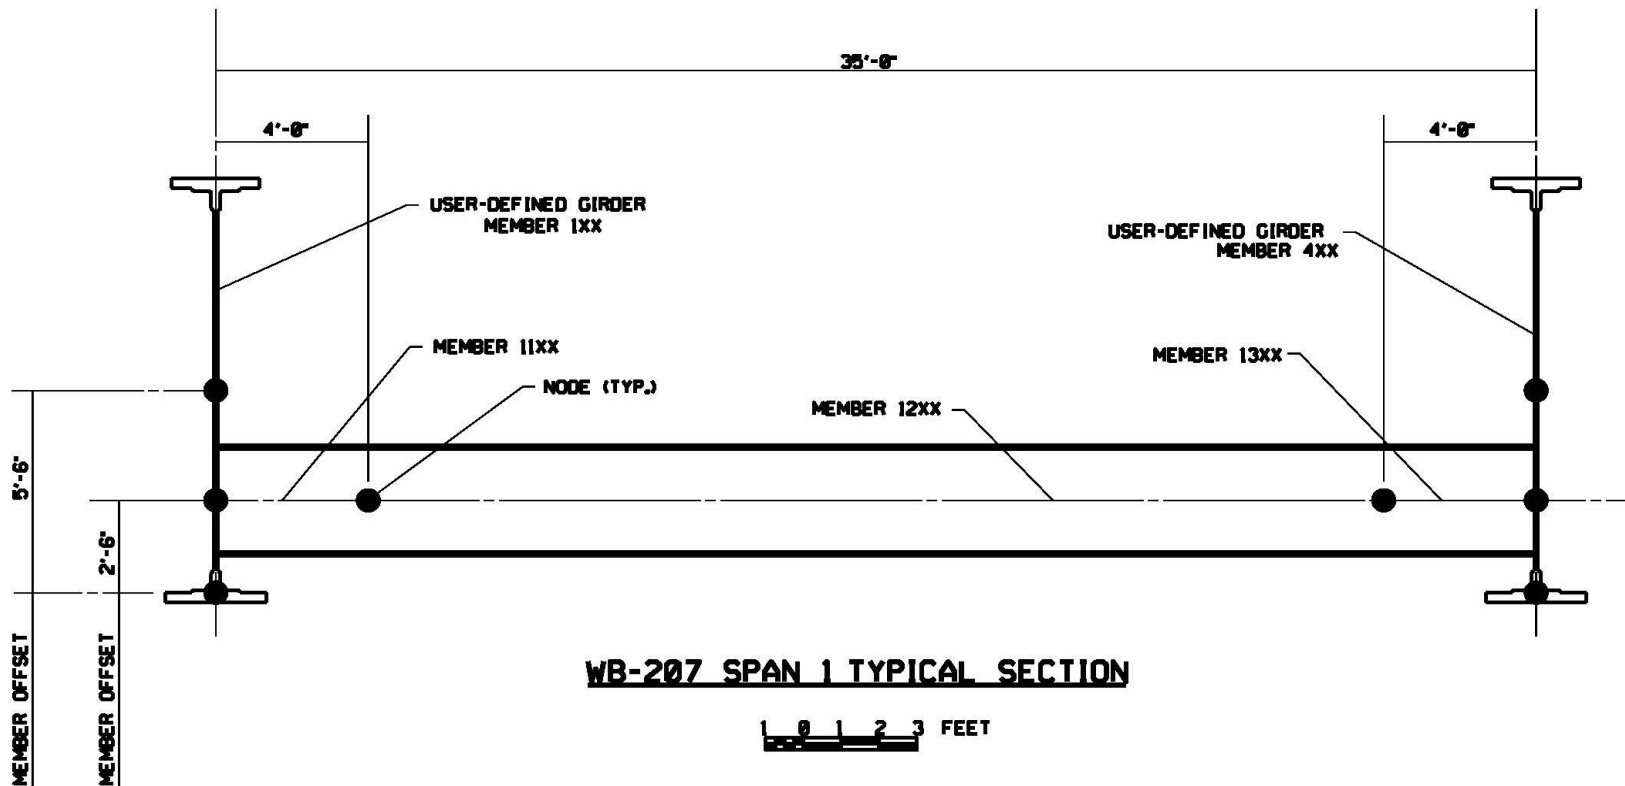 35'-0"
4'-0"
4'-0"
USER-DEFINED GIRDER
MEMBER 1XX
USER-DEFINED GIRDER
MEMBER 4XX
MEMBER 11XX
MEMBER 13XX
NODE (TYP.)
MEMBER 12XX
5'-6"
2'-6"
MEMBER OFFSET
MEMBER OFFSET
WB-207 SPAN 1 TYPICAL SECTION
1 0 1 2 3 FEET